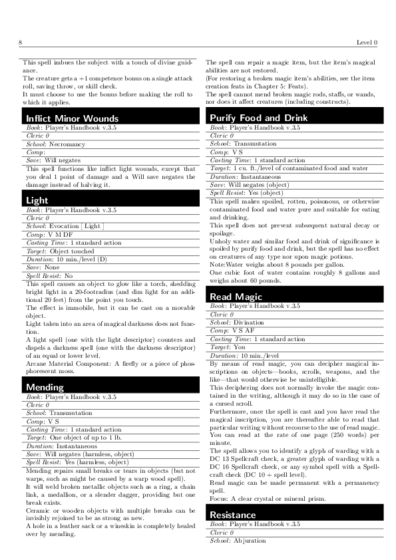 8
Level 0
This spell imbues the subject with a touch of divine guid-
ance.
The creature gets a +1 competence bonus on a single attack
roll, saving throw, or skill check.
It must choose to use the bonus before making the roll to
which it applies.
Inflict Minor Wounds
Book: Player's Handbook v.3.5
Cleric 0
School: Necromancy
Comp:
Save: Will negates
This spell functions like inflict light wounds, except that
you deal 1 point of damage and a Will save negates the
damage instead of halving it.
Light
Book: Player's Handbook v.3.5
Cleric 0
School: Evocation [ Light ]
Comp: V M DF
Casting Time: 1 standard action
Target: Object touched
Duration: 10 min./level (D)
Save: None
Spell Resist: No
This spell causes an object to glow like a torch, shedding
bright light in a 20-footradius (and dim light for an addi-
tional 20 feet) from the point you touch.
The effect is immobile, but it can be cast on a movable
object.
Light taken into an area of magical darkness does not func-
tion.
A light spell (one with the light descriptor) counters and
dispels a darkness spell (one with the darkness descriptor)
of an equal or lower level.
Arcane Material Component: A firefly or a piece of phos-
phorescent moss.
Mending
Book: Player's Handbook v.3.5
Cleric 0
School: Transmutation
Comp: V S
Casting Time: 1 standard action
Target: One object of up to 1 lb.
Duration: Instantaneous
Save: Will negates (harmless, object)
Spell Resist: Yes (harmless, object)
Mending repairs small breaks or tears in objects (but not
warps, such as might be caused by a warp wood spell).
It will weld broken metallic objects such as a ring, a chain
link, a medallion, or a slender dagger, providing but one
break exists.
Ceramic or wooden objects with multiple breaks can be
invisibly rejoined to be as strong as new.
A hole in a leather sack or a wineskin is completely healed
over by mending.
The spell can repair a magic item, but the item's magical
abilities are not restored.
(For restoring a broken magic item's abilities, see the item
creation feats in Chapter 5: Feats).
The spell cannot mend broken magic rods, staffs, or wands,
nor does it affect creatures (including constructs).
Purify Food and Drink
Book: Player's Handbook v.3.5
Cleric 0
School: Transmutation
Comp: V S
Casting Time: 1 standard action
Target: 1 cu. ft./level of contaminated food and water
Duration: Instantaneous
Save: Will negates (object)
Spell Resist: Yes (object)
This spell makes spoiled, rotten, poisonous, or otherwise
contaminated food and water pure and suitable for eating
and drinking.
This spell does not prevent subsequent natural decay or
spoilage.
Unholy water and similar food and drink of significance is
spoiled by purify food and drink, but the spell has no effect
on creatures of any type nor upon magic potions.
Note:Water weighs about 8 pounds per gallon.
One cubic foot of water contains roughly 8 gallons and
weighs about 60 pounds.
Read Magic
Book: Player's Handbook v.3.5
Cleric 0
School: Divination
Comp: V S AF
Casting Time: 1 standard action
Target: You
Duration: 10 min./level
By means of read magic, you can decipher magical in-
scriptions on objects—books, scrolls, weapons, and the
like—that would otherwise be unintelligible.
This deciphering does not normally invoke the magic con-
tained in the writing, although it may do so in the case of
a cursed scroll.
Furthermore, once the spell is cast and you have read the
magical inscription, you are thereafter able to read that
particular writing without recourse to the use of read magic.
You can read at the rate of one page (250 words) per
minute.
The spell allows you to identify a glyph of warding with a
DC 13 Spellcraft check, a greater glyph of warding with a
DC 16 Spellcraft check, or any symbol spell with a Spell-
craft check (DC 10 + spell level).
Read magic can be made permanent with a permanency
spell.
Focus: A clear crystal or mineral prism.
Resistance
Book: Player's Handbook v.3.5
Cleric 0
School: Abjuration